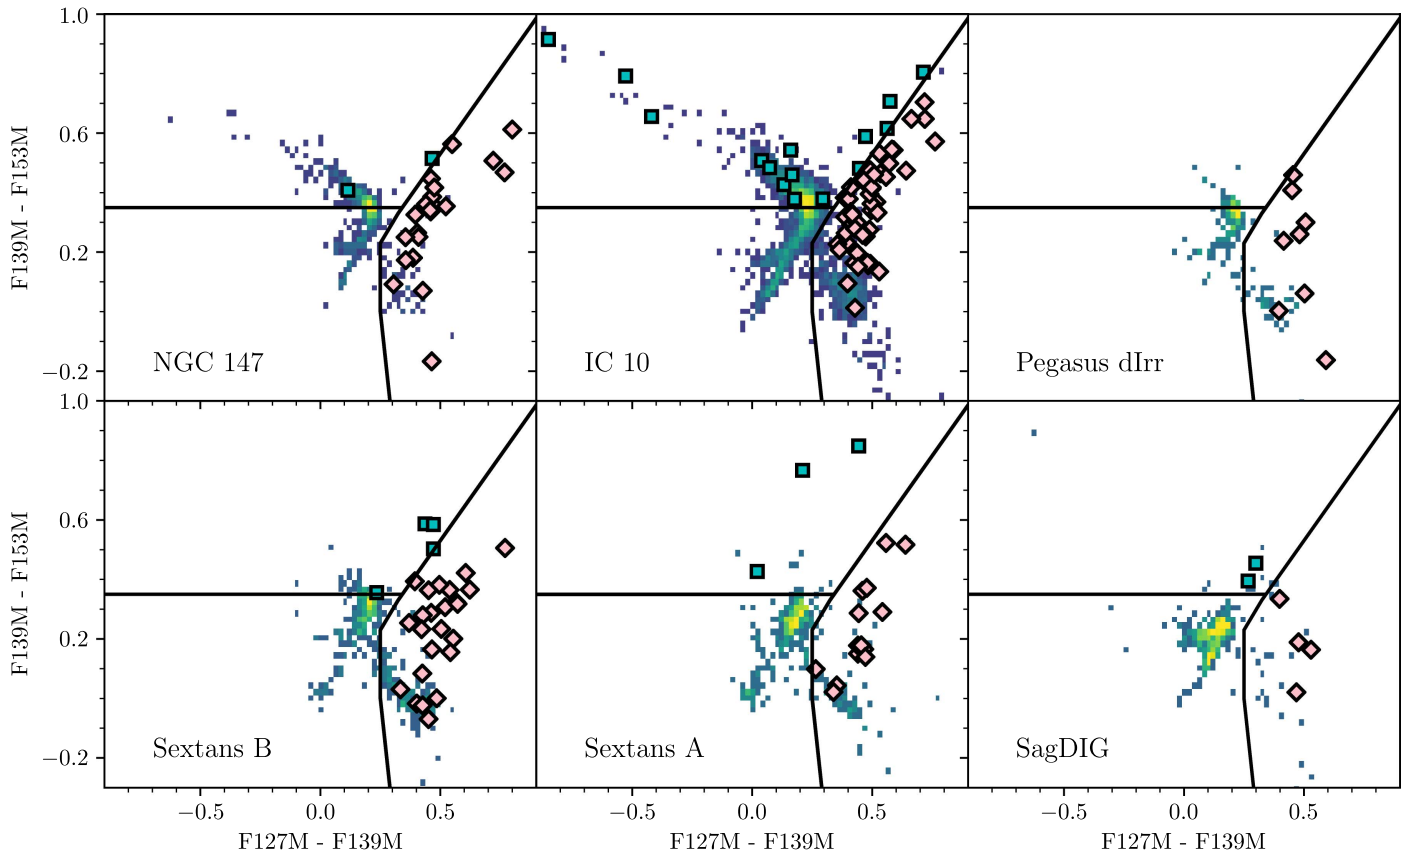 1.0
0.6
0.2
−0.2
F139M - F153M
NGC 147
IC 10
Pegasus dIrr
1.0
0.6
0.2
−0.2
F139M - F153M
Sextans B
Sextans A
SagDIG
−0.5 0.0 0.5 −0.5 0.0 0.5 −0.5 0.0 0.5
F127M - F139M F127M - F139M F127M - F139M